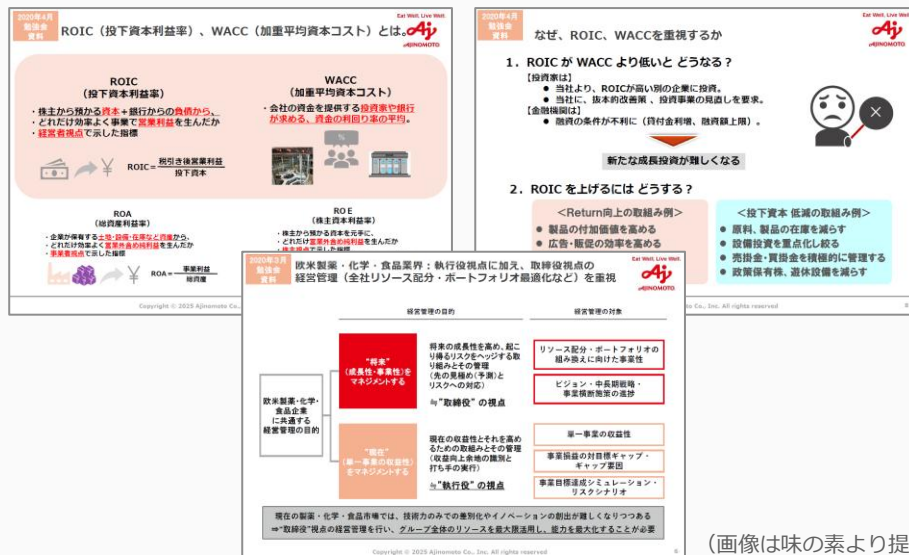 2020年4月
勉強会
資料
ROIC（投下資本利益率）、WACC（加重平均資本コスト）とは。
Eat Well, Live Well.
AJINOMOTO
ROIC
（投下資本利益率）
・株主から預かる資本＋銀行からの負債から、
・どれだけ効率よく事業で営業利益を生んだか
・経営者視点で示した指標
ROIC＝
税引き後営業利益
投下資本
WACC
（加重平均資本コスト）
・会社の資金を提供する投資家や銀行
が求める、資金の利回り率の平均。
ROA
（総資産利益率）
・企業が保有する土地・設備・在庫など資産から、
・どれだけ効率よく営業外含め利益を生んだか
・事業者視点で示した指標
ROA＝
事業利益
総資産
ROE
（株主資本利益率）
・株主から預かる資本を元手に、
・どれだけ営業外含め純利益を生んだか
Copyright © 2025 Ajinomoto Co.,
2020年4月
勉強会
資料
なぜ、ROIC、WACCを重視するか
Eat Well, Live Well.
AJINOMOTO
1．ROIC が WACC より低いと どうなる？
【投資家は】
● 当社より、ROICが高い別の企業に投資。
● 当社に、抜本的改善策 、投資事業の見直しを要求。
【金融機関は】
● 融資の条件が不利に（貸付金利増、融資額上限）。
新たな成長投資が難しくなる
2．ROIC を上げるには どうする？
＜Return向上の取組み例＞
● 製品の付加価値を高める
● 広告・販促の効率を高める
＜投下資本 低減の取組み例＞
● 原料、製品の在庫を減らす
● 設備投資を重点化し絞る
● 売掛金・買掛金を積極的に管理する
● 政策保有株、遊休設備を減らす
Co., Inc. All rights reserved
2020年3月
勉強会
資料
欧米製薬・化学・食品業界：執行役視点に加え、取締役視点の
経営管理（全社リソース配分・ポートフォリオ最適化など）を重視
Eat Well, Live Well.
AJINOMOTO
経営管理の目的
経営管理の対象
欧米製薬・化学・
食品企業
に共通する
経営管理の目的
“将来”
（成長性・事業性）を
マネジメントする
将来の成長性を高め、起こ
り得るリスクをヘッジする取
り組みとその管理
（先の見極め（予測）と
リスクへの対応）
≒“取締役” の視点
リソース配分・ポートフォリオの
組み換えに向けた事業性
ビジョン・中長期戦略・
事業横断施策の進捗
“現在”
（単一事業の収益性）
をマネジメントする
現在の収益性とそれを高め
るための取組みとその管理
（収益向上余地の識別と
打ち手の実行）
≒“執行役” の視点
単一事業の収益性
事業損益の対目標ギャップ・
ギャップ要因
事業目標達成シミュレーション・
リスクシナリオ
現在の製薬・化学・食品市場では、技術力のみでの差別化やイノベーションの創出が難しくなりつつある
⇒“取締役”視点の経営管理を行い、グループ全体のリソースを最大限活用し、能力を最大化することが必要
Copyright © 2025 Ajinomoto Co., Inc. All rights reserved
（画像は味の素より提